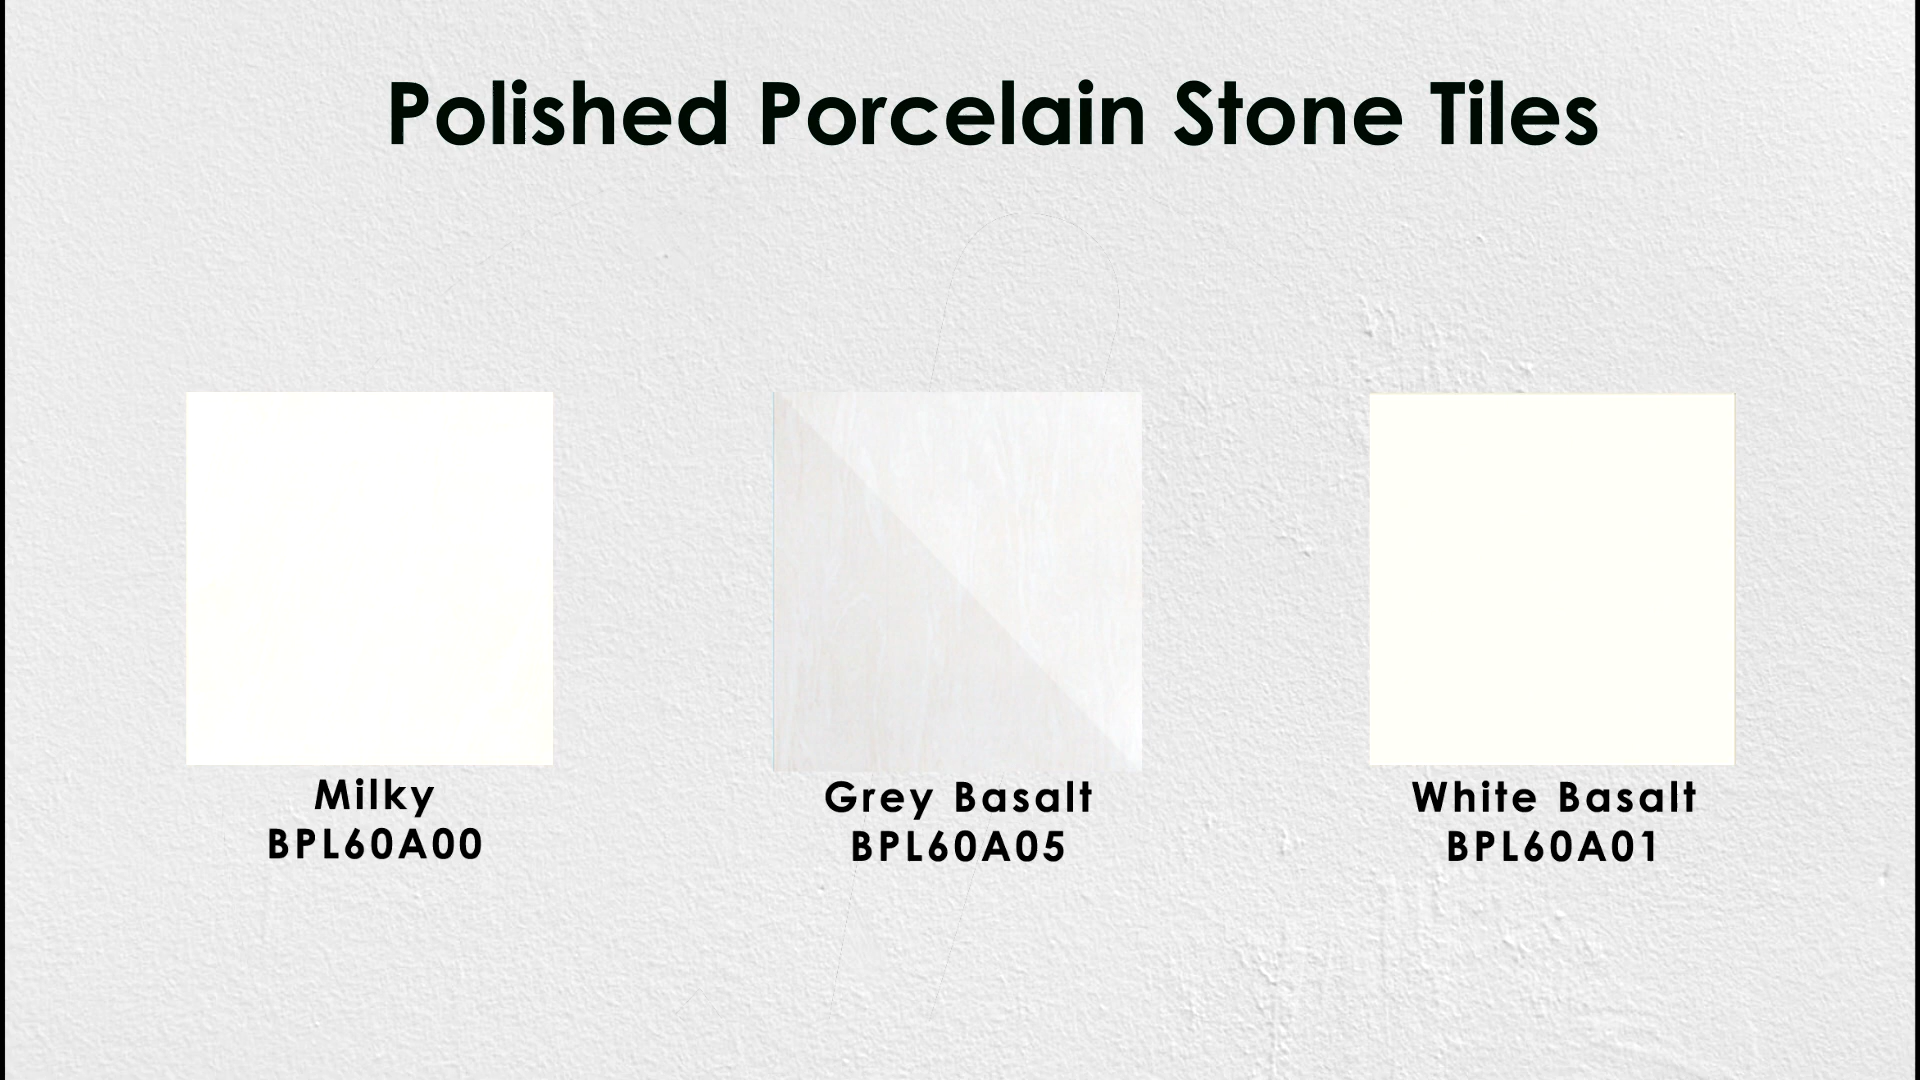 Polished Porcelain Stone Tiles
Milky
BPL60A00
Grey Basalt
BPL60A05
White Basalt
BPL60A01